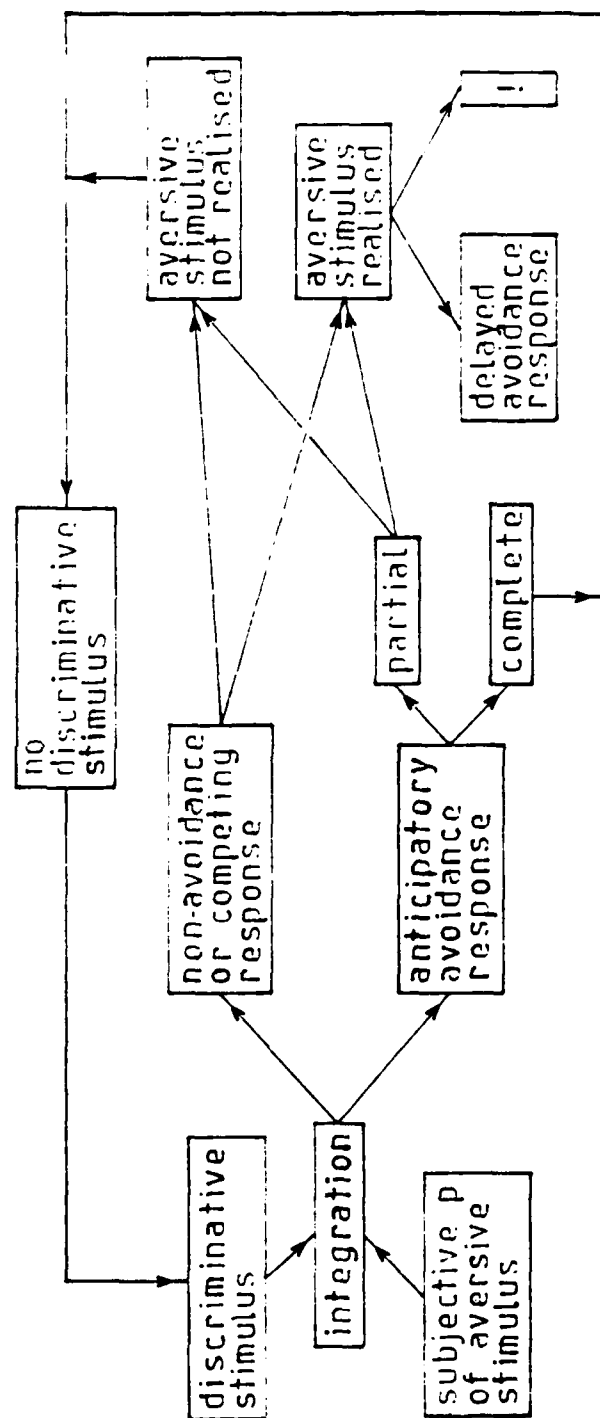 no
discriminative
stimulus
discriminative
stimulus
integration
subjective p
of aversive
stimulus
non-avoidance
or competing
response
anticipatory
avoidance
response
partial
complete
aversive
stimulus
not realised
aversive
stimulus
realised
delayed
avoidance
response
!